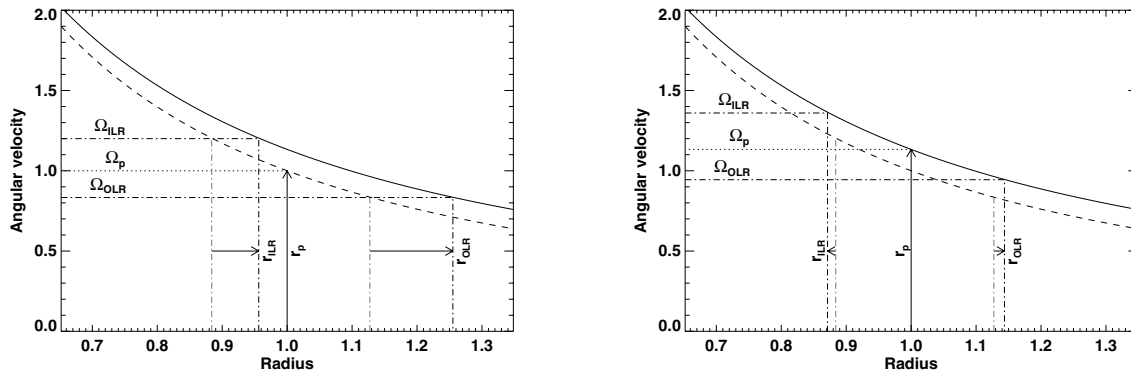 2.0
1.5
1.0
0.5
0.0
Angular velocity
Ω_ILR
Ω_p
Ω_OLR
r_ILR
r_p
r_OLR
0.7 0.8 0.9 1.0 1.1 1.2 1.3
Radius
2.0
1.5
1.0
0.5
0.0
Angular velocity
Ω_ILR
Ω_p
Ω_OLR
r_ILR
r_p
r_OLR
0.7 0.8 0.9 1.0 1.1 1.2 1.3
Radius